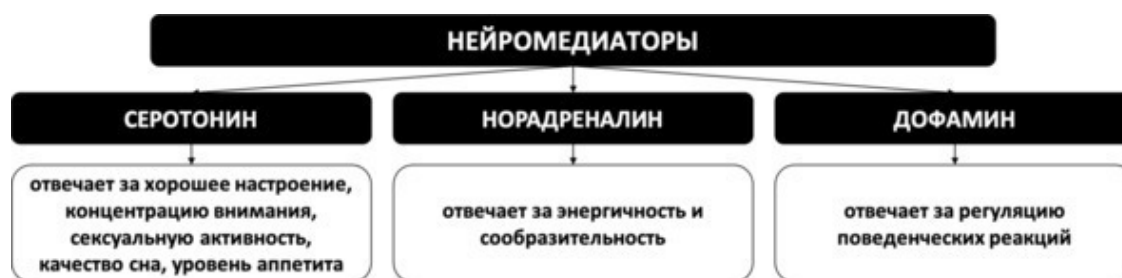 НЕЙРОМЕДИАТОРЫ
СЕРОТОНИН
НОРАДРЕНАЛИН
ДОФАМИН
отвечает за хорошее настроение,
концентрацию внимания,
сексуальную активность,
качество сна, уровень аппетита
отвечает за энергичность и
сообразительность
отвечает за регуляцию
поведенческих реакций